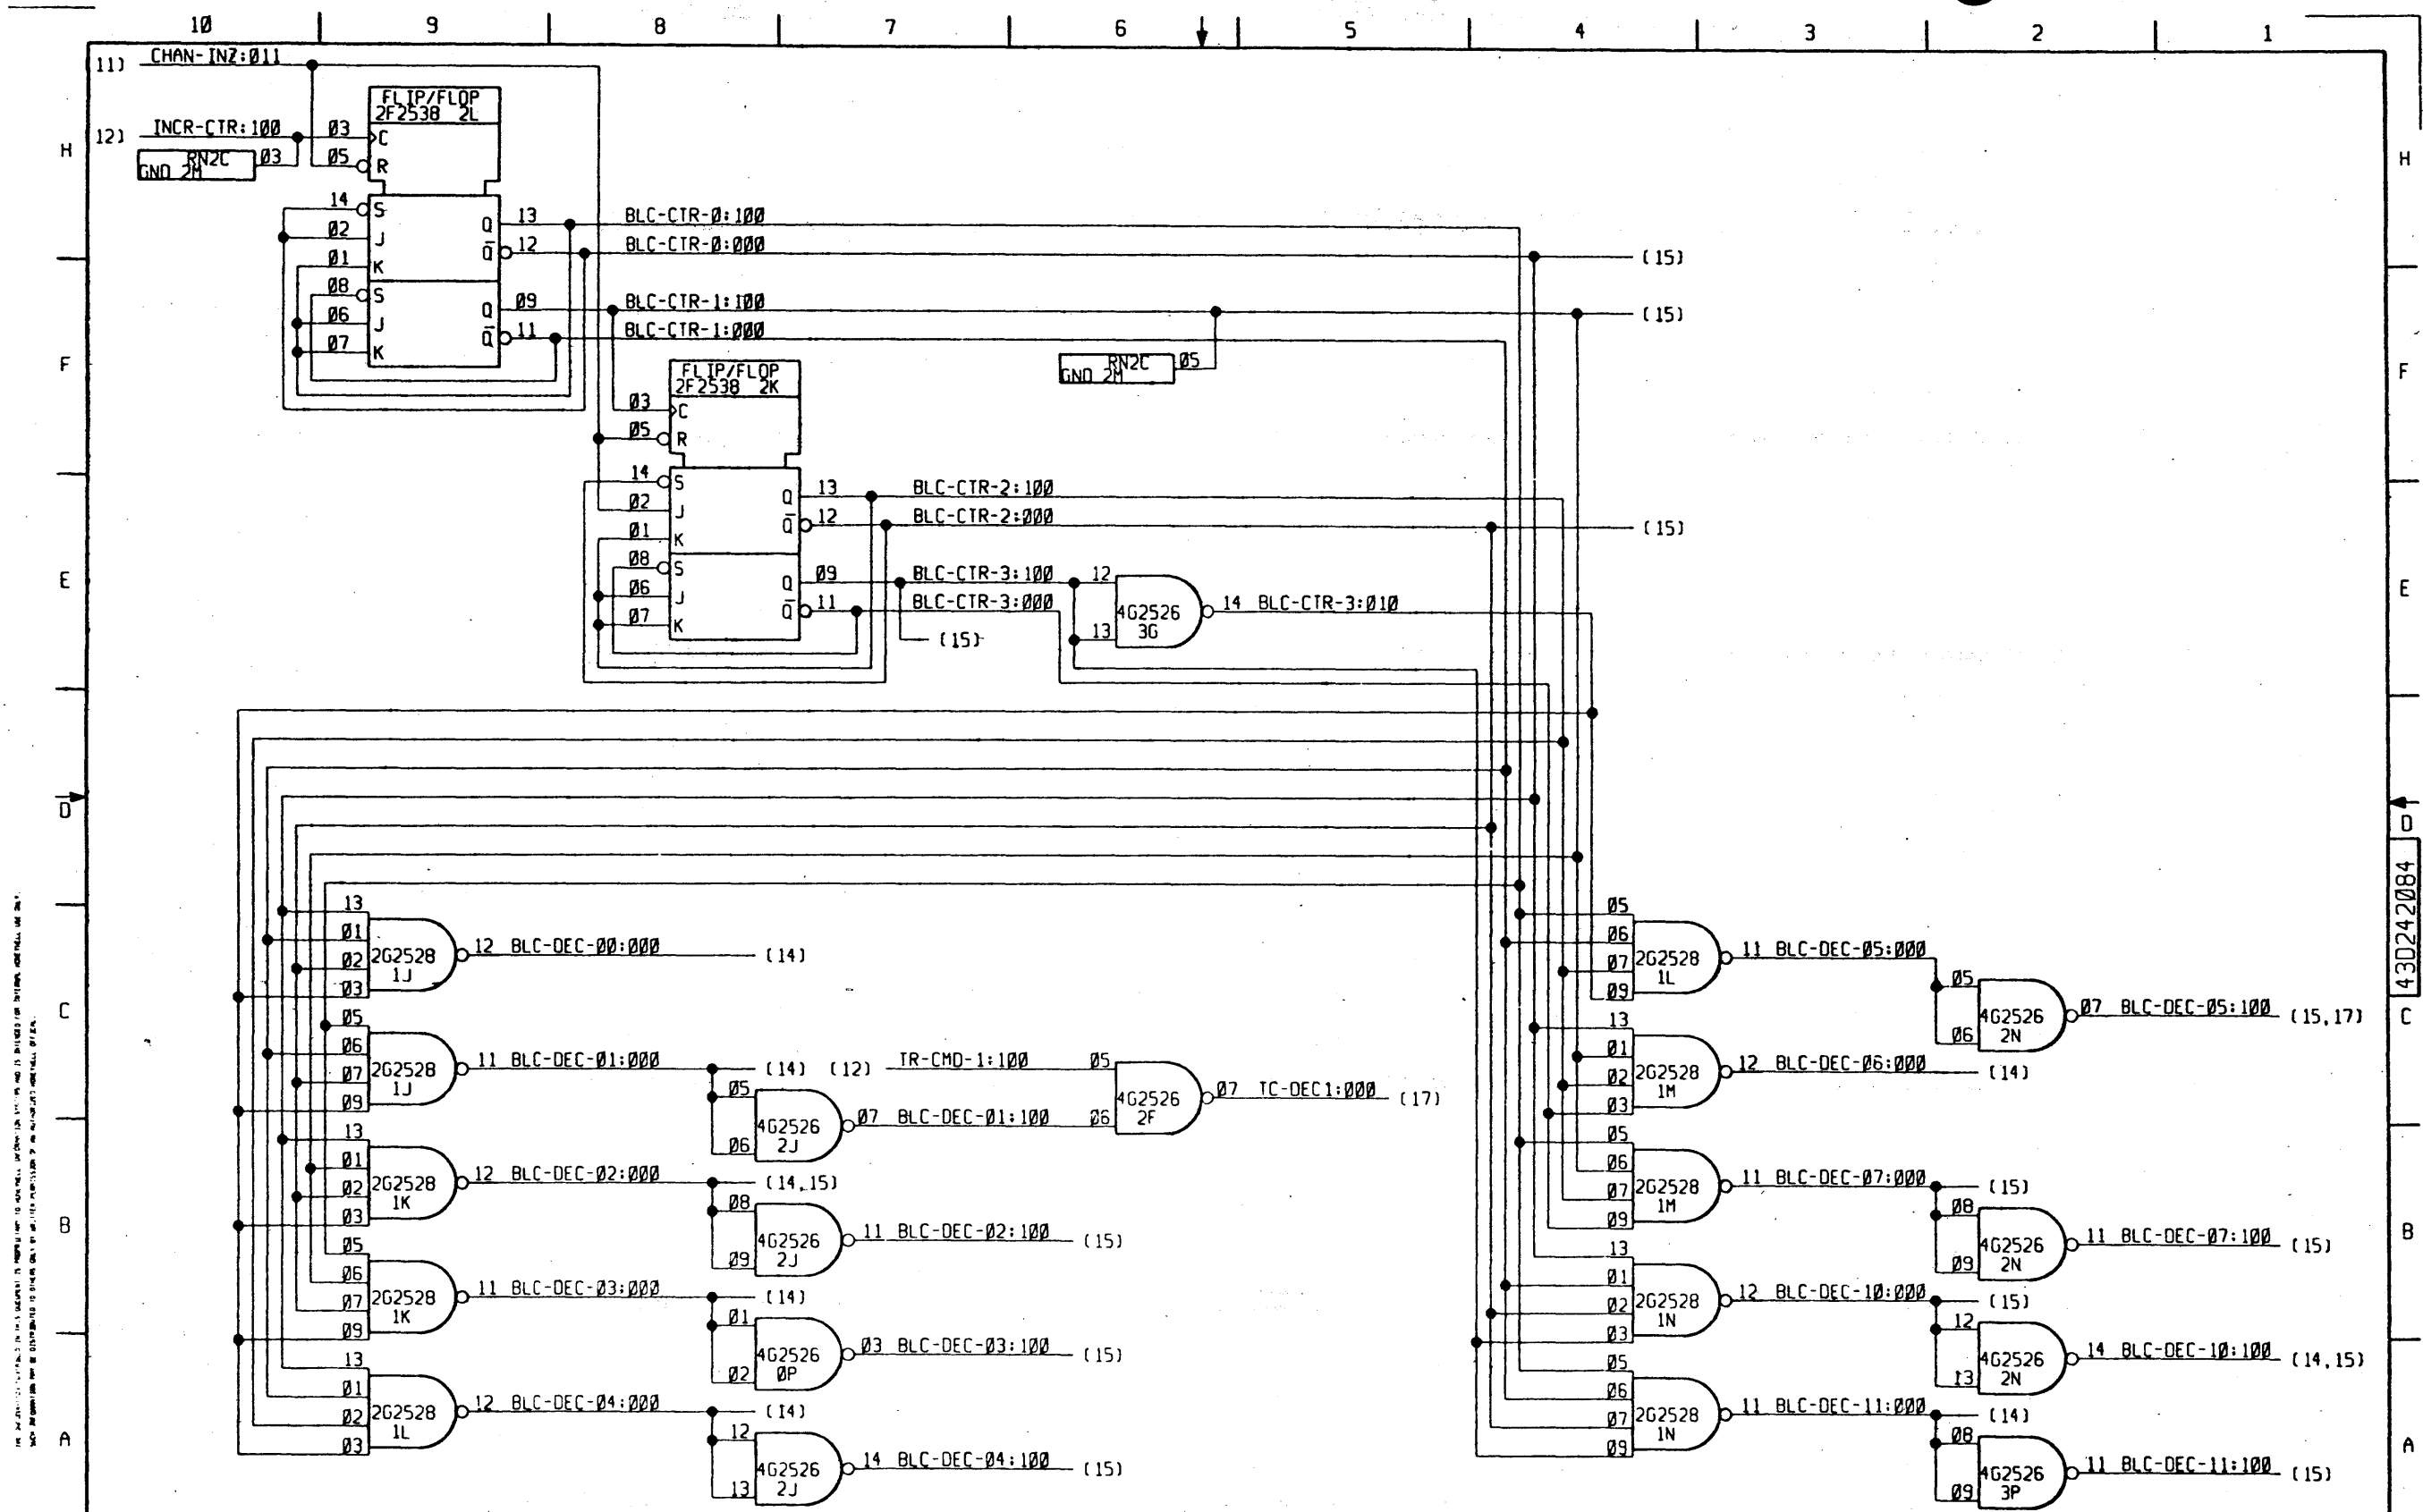 10 9 8 7 6 5 4 3 2 1
11) CHAN-INZ:011
FLIP/FLOP
2F2538 2L
12) INCR-CTR:100 03 C
RN2C 03
GND 2M
05 R
H H
14 S
02 J
01 K
Q 13 BLC-CTR-0:100
Q 12 BLC-CTR-0:000
(15)
08 S
06 J
07 K
Q 09 BLC-CTR-1:100
(15)
Q 11 BLC-CTR-1:000
RN2C 05
GND 2M
F F
FLIP/FLOP
2F2538 2K
03 C
05 R
14 S
02 J
01 K
Q 13 BLC-CTR-2:100
Q 12 BLC-CTR-2:000
(15)
08 S
06 J
07 K
Q 09 BLC-CTR-3:100
Q 11 BLC-CTR-3:000
(15)
12
13
4G2526
3G
14 BLC-CTR-3:010
E E
D D
43D242084
13
01
02
03
2G2528
1J
12 BLC-DEC-00:000 (14)
C C
05
06
07
09
2G2528
1J
11 BLC-DEC-01:000 (14)
05
06
4G2526
2J
07 BLC-DEC-01:100
(12) TR-CMD-1:100 05
06
4G2526
2F
07 TC-DEC1:000 (17)
13
01
02
03
2G2528
1K
12 BLC-DEC-02:000 (14,15)
08
09
4G2526
2J
11 BLC-DEC-02:100 (15)
B B
05
06
07
09
2G2528
1K
11 BLC-DEC-03:000 (14)
01
02
4G2526
0P
03 BLC-DEC-03:100 (15)
13
01
02
03
2G2528
1L
12 BLC-DEC-04:000 (14)
12
13
4G2526
2J
14 BLC-DEC-04:100 (15)
A A
05
06
07
09
2G2528
1L
11 BLC-DEC-05:000
05
06
4G2526
2N
07 BLC-DEC-05:100 (15,17)
13
01
02
03
2G2528
1M
12 BLC-DEC-06:000 (14)
05
06
07
09
2G2528
1M
11 BLC-DEC-07:000 (15)
08
09
4G2526
2N
11 BLC-DEC-07:100 (15)
13
01
02
03
2G2528
1N
12 BLC-DEC-10:000 (15)
12
13
4G2526
2N
14 BLC-DEC-10:100 (14,15)
05
06
07
09
2G2528
1N
11 BLC-DEC-11:000 (14)
08
09
4G2526
3P
11 BLC-DEC-11:100 (15)